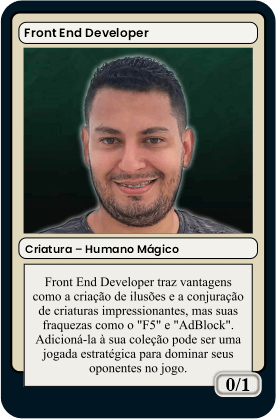 Front End Developer
Criatura – Humano Mágico
Front End Developer traz vantagens
como a criação de ilusões e a conjuração
de criaturas impressionantes, mas suas
fraquezas como o "F5" e "AdBlock".
Adicioná-la à sua coleção pode ser uma
jogada estratégica para dominar seus
oponentes no jogo.
0/1